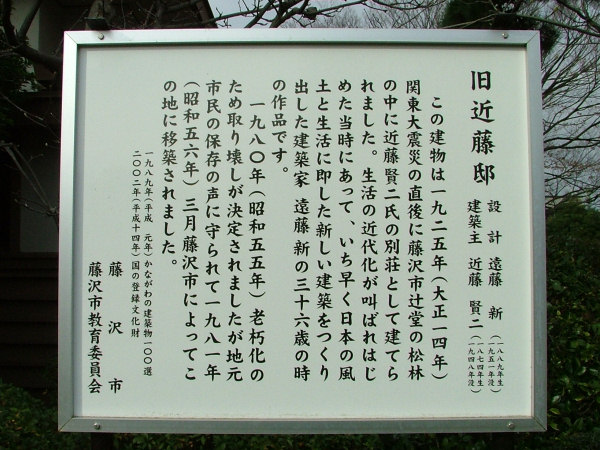 旧近藤邸
設計 遠藤 新(一八八九年生 一九五一年没)
建築主 近藤 賢二(一八七四年生 一九四八年没)
この建物は一九二五年(大正一四年)
関東大震災の直後に藤沢市辻堂の松林
の中に近藤賢二氏の別荘として建てら
れました。生活の近代化が叫ばれはじ
めた当時にあって、いち早く日本の風
土と生活に即した新しい建築をつくり
出した建築家 遠藤 新の三十六歳の時
の作品です。
一九八〇年(昭和五五年)老朽化の
ため取り壊しが決定されましたが地元
市民の保存の声に守られて一九八一年
(昭和五六年)三月藤沢市によってこ
の地に移築されました。
一九八九年(平成 元年)かながわの建築物一〇〇選
二〇〇二年(平成十四年)国の登録文化財
藤沢市
藤沢市教育委員会